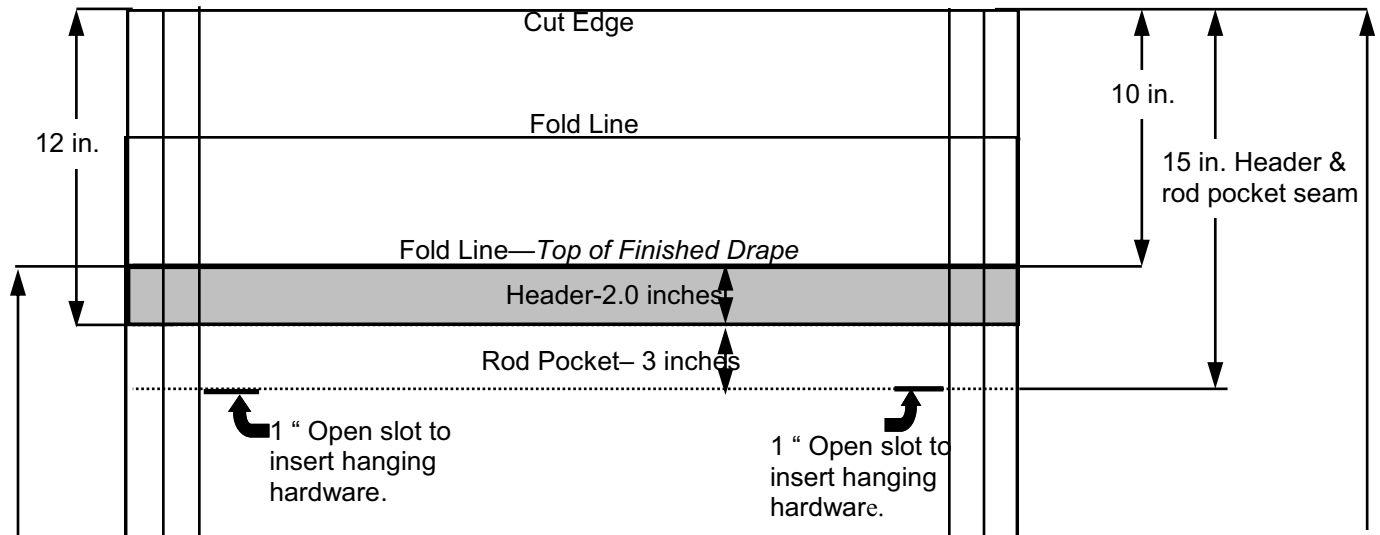 Cut Edge
10 in.
Fold Line
12 in.
15 in. Header &
rod pocket seam
Fold Line—Top of Finished Drape
Header-2.0 inches
Rod Pocket– 3 inches
1 “ Open slot to
insert hanging
hardware.
1 “ Open slot to
insert hanging
hardware.